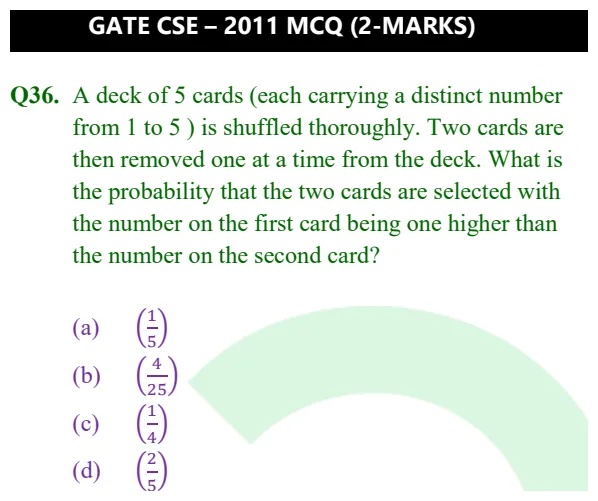 GATE CSE – 2011 MCQ (2-MARKS)
Q36. A deck of 5 cards (each carrying a distinct number
from 1 to 5 ) is shuffled thoroughly. Two cards are
then removed one at a time from the deck. What is
the probability that the two cards are selected with
the number on the first card being one higher than
the number on the second card?
(a) (1/5)
(b) (4/25)
(c) (1/4)
(d) (2/5)